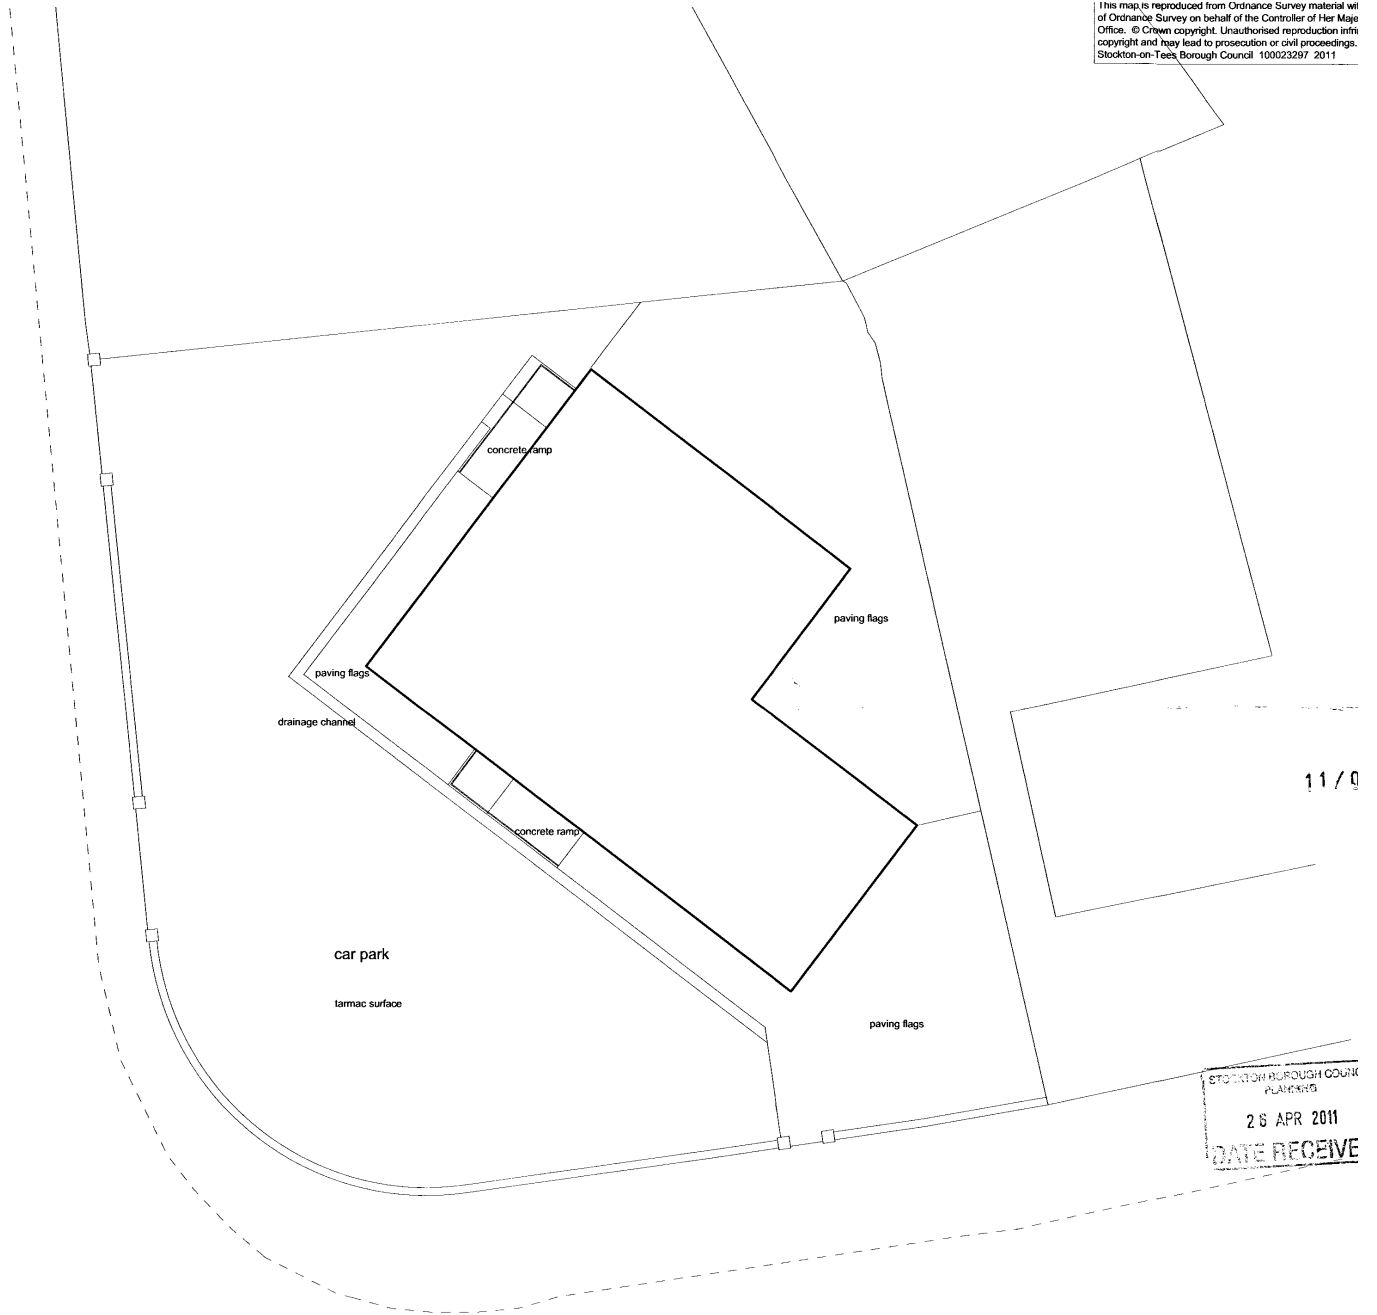 This map is reproduced from Ordnance Survey material wi
of Ordnance Survey on behalf of the Controller of Her Maje
Office. © Crown copyright. Unauthorised reproduction infri
copyright and may lead to prosecution or civil proceedings.
Stockton-on-Tees Borough Council 100023297 2011
concrete ramp
paving flags
paving flags
drainage channel
11/0
concrete ramp
car park
tarmac surface
paving flags
STOCKTON BOROUGH COUNC
PLANNING
26 APR 2011
DATE RECEIVE